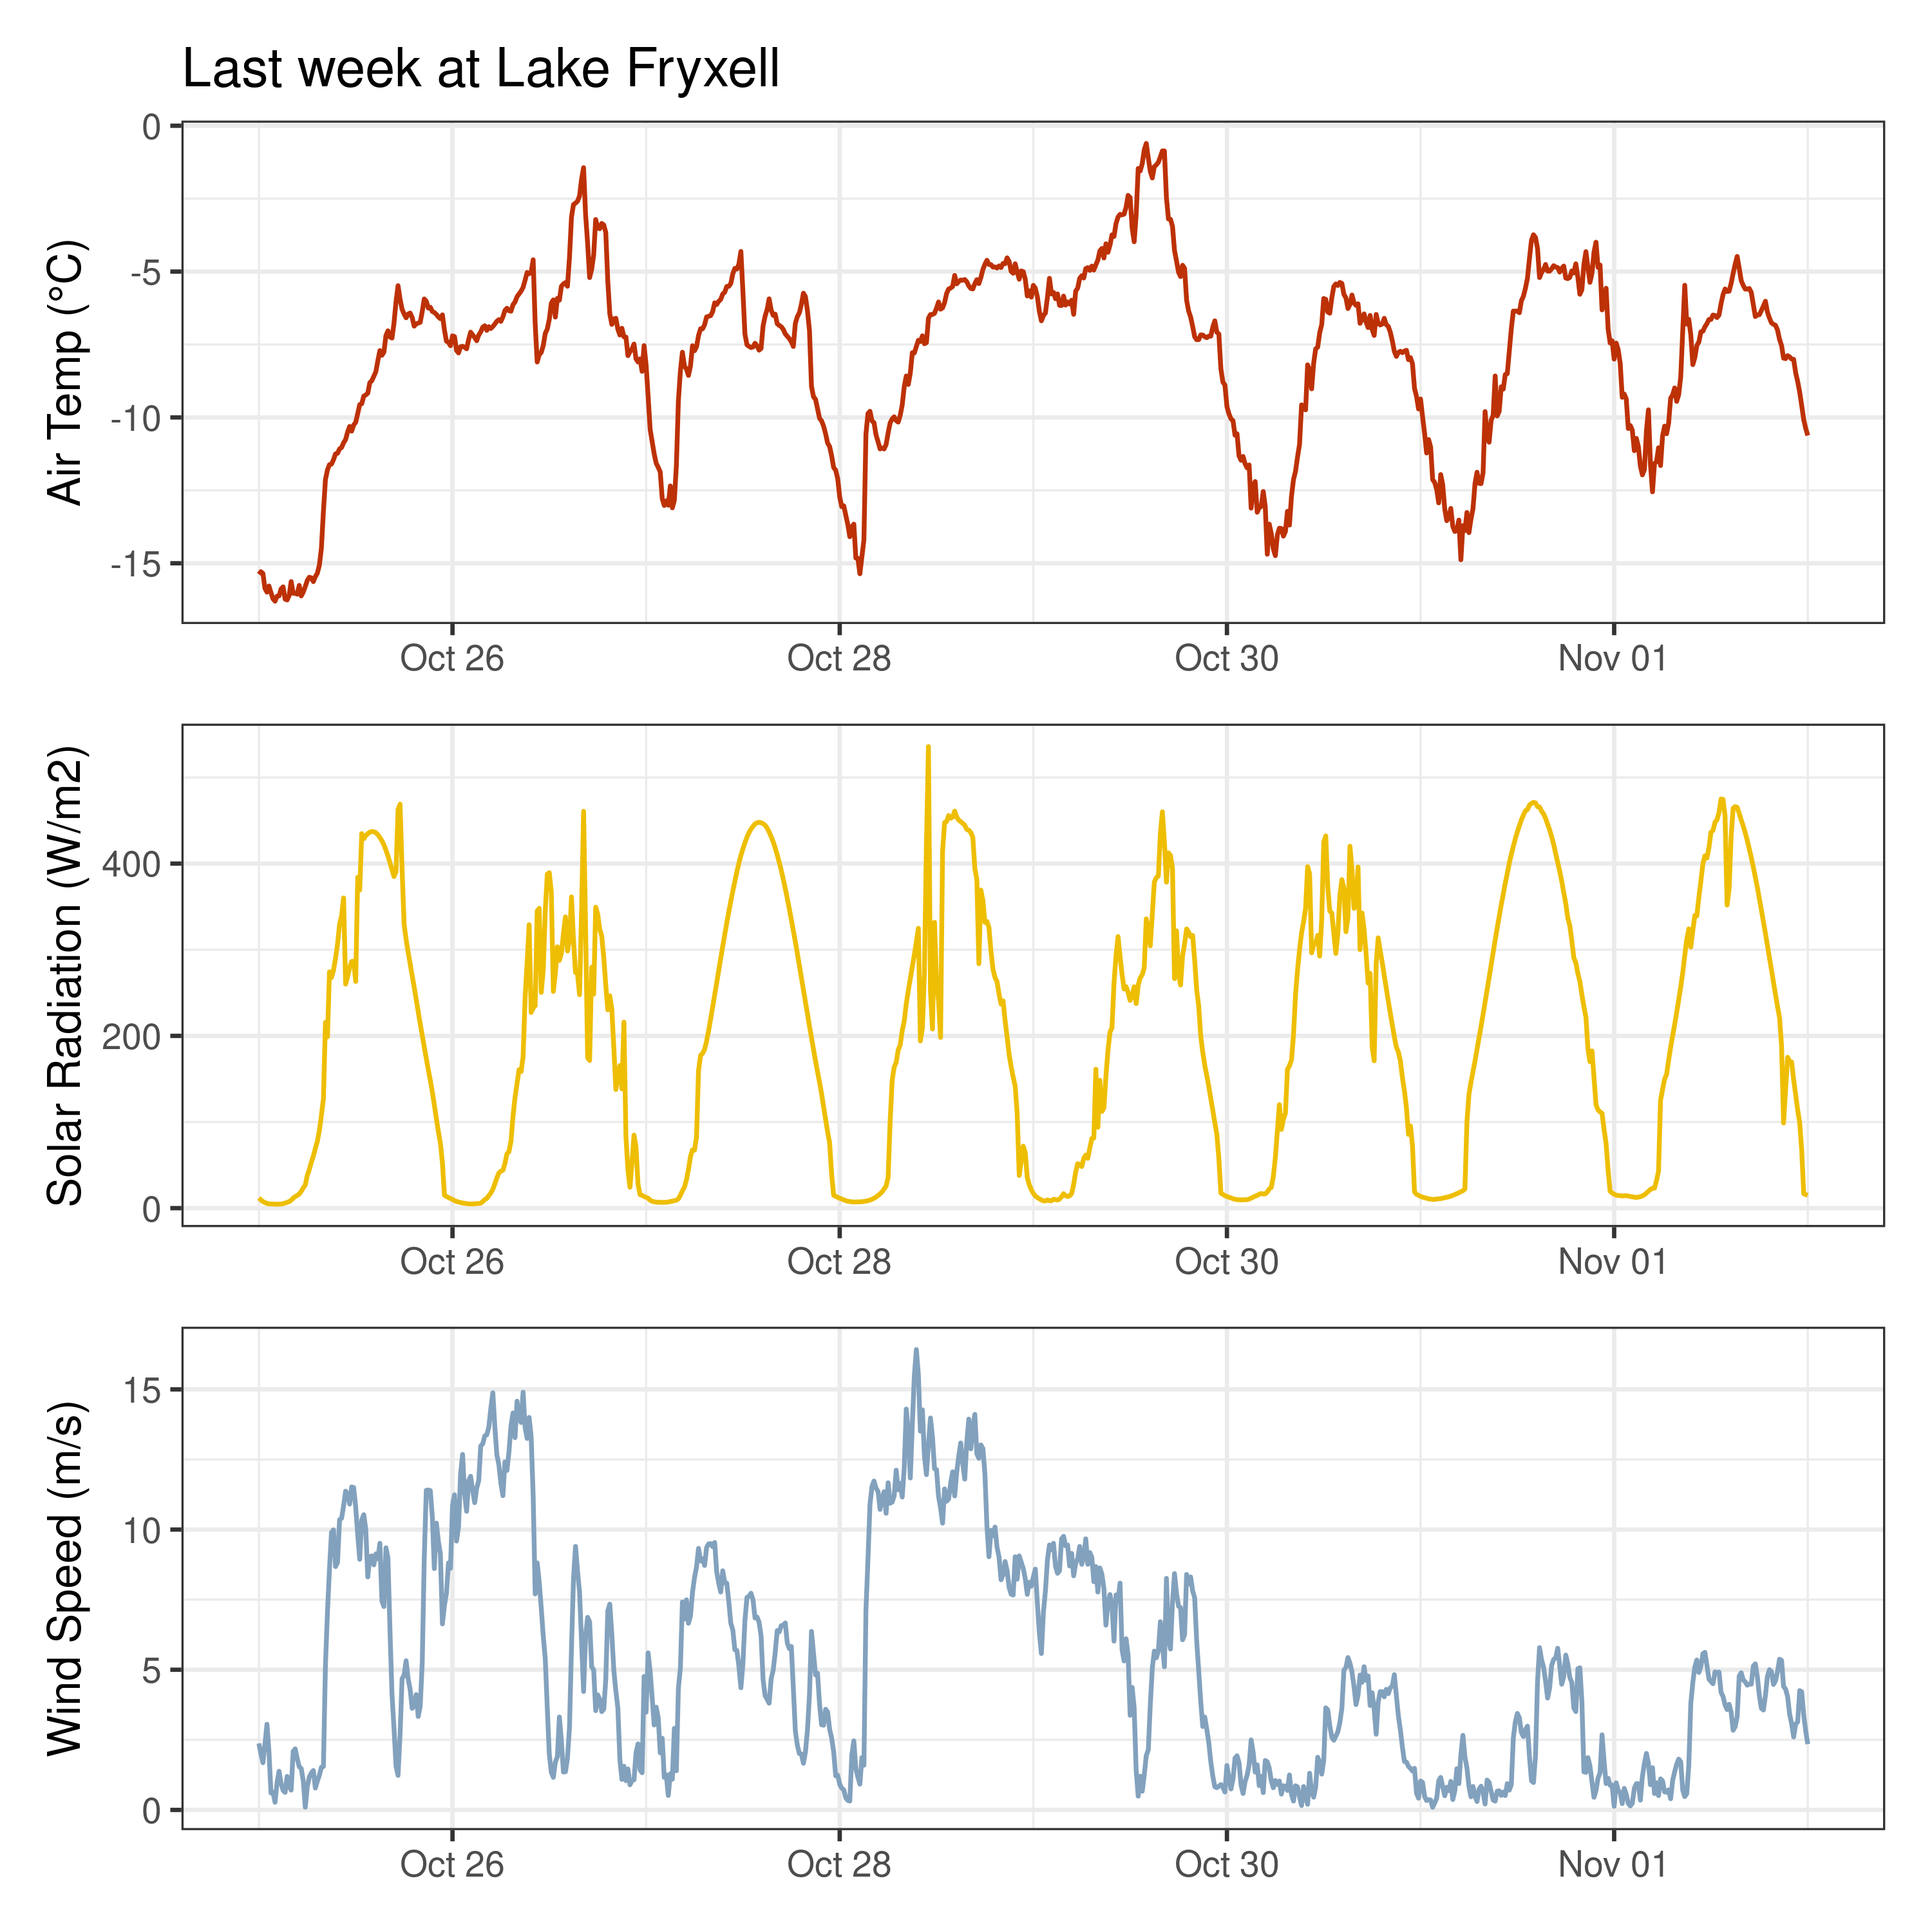 Last week at Lake Fryxell
Air Temp (°C)
0
-5
-10
-15
Oct 26 Oct 28 Oct 30 Nov 01
Solar Radiation (W/m2)
400
200
0
Oct 26 Oct 28 Oct 30 Nov 01
Wind Speed (m/s)
15
10
5
0
Oct 26 Oct 28 Oct 30 Nov 01